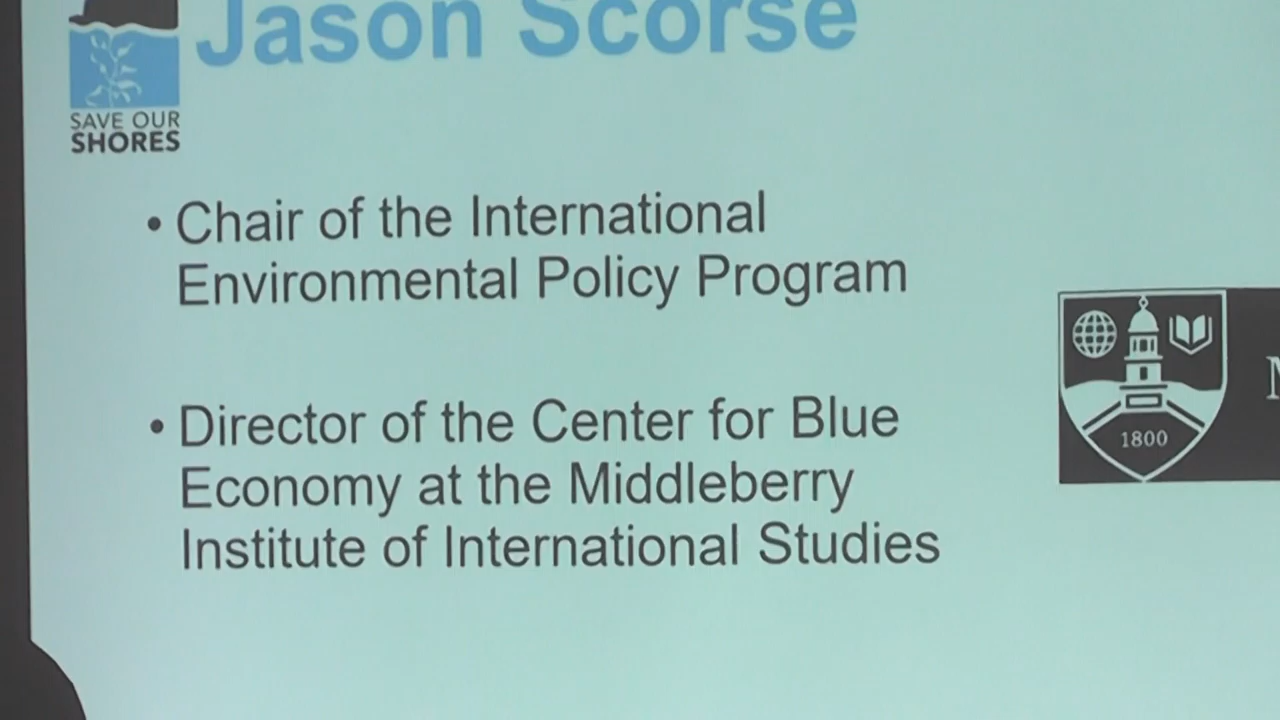 Jason Scorse
SAVE OUR
SHORES
• Chair of the International
Environmental Policy Program
• Director of the Center for Blue
Economy at the Middleberry
Institute of International Studies
1800
M